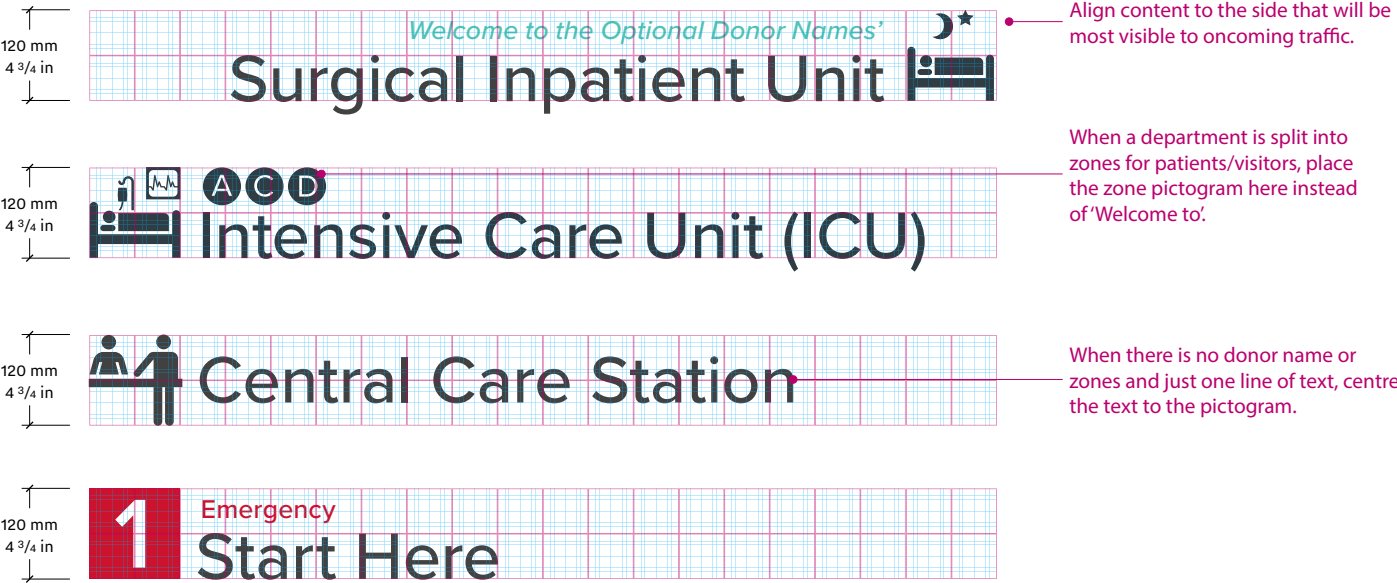 120 mm
4 3/4 in
Welcome to the Optional Donor Names’
Surgical Inpatient Unit
Align content to the side that will be
most visible to oncoming traffic.
120 mm
4 3/4 in
A C D
Intensive Care Unit (ICU)
When a department is split into
zones for patients/visitors, place
the zone pictogram here instead
of ‘Welcome to’.
120 mm
4 3/4 in
Central Care Station
When there is no donor name or
zones and just one line of text, centre
the text to the pictogram.
120 mm
4 3/4 in
1
Emergency
Start Here